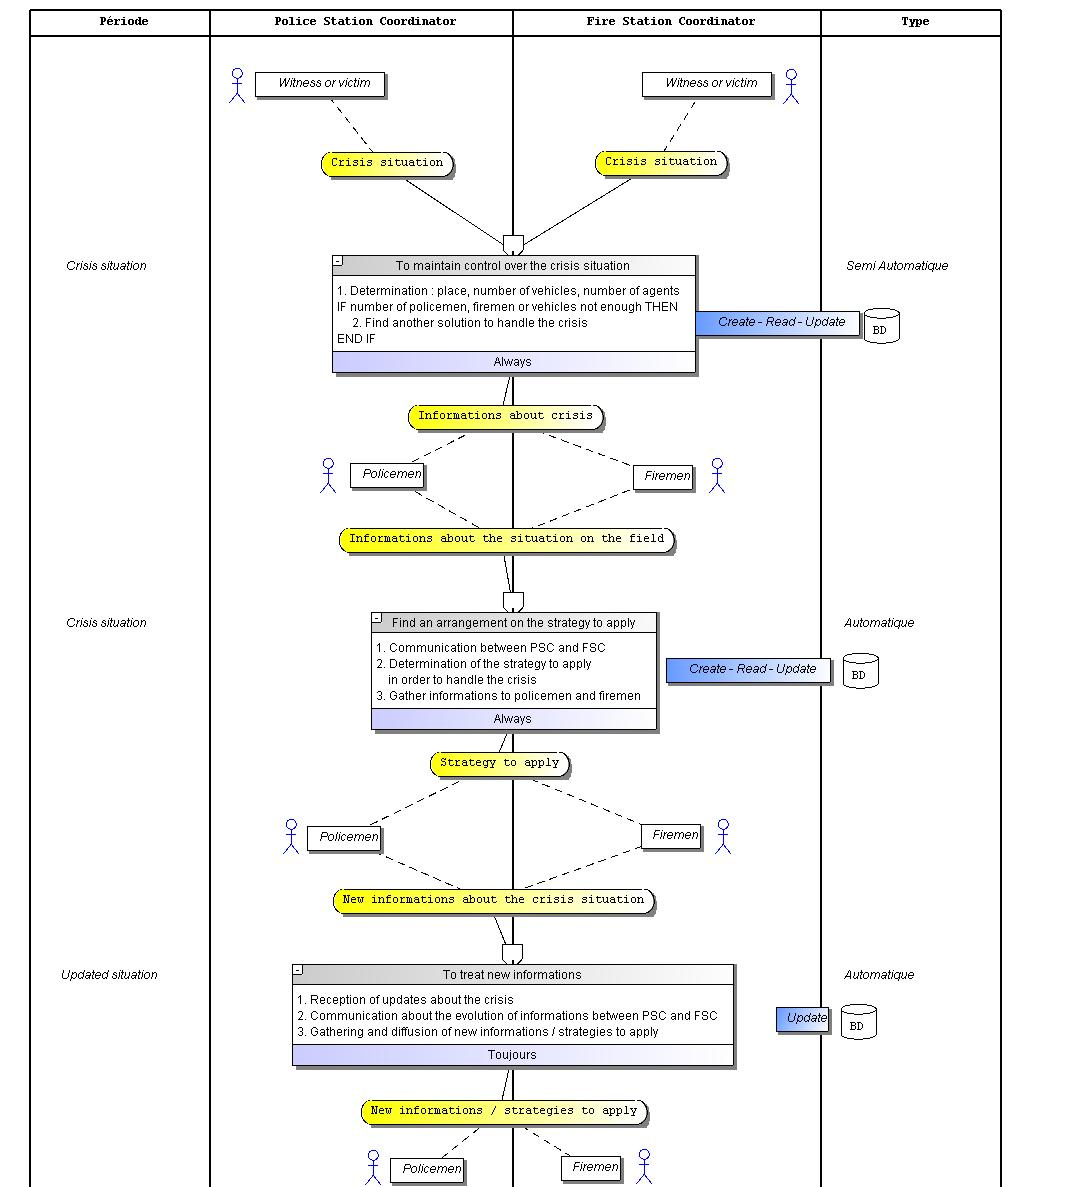 Période
Police Station Coordinator
Fire Station Coordinator
Type
Witness or victim
Witness or victim
Crisis situation
Crisis situation
Crisis situation
To maintain control over the crisis situation
Semi Automatique
1. Determination : place, number of vehicles, number of agents
IF number of policemen, firemen or vehicles not enough THEN
2. Find another solution to handle the crisis
END IF
Create - Read - Update
BD
Always
Informations about crisis
Policemen
Firemen
Informations about the situation on the field
Crisis situation
Find an arrangement on the strategy to apply
Automatique
1. Communication between PSC and FSC
2. Determination of the strategy to apply
in order to handle the crisis
3. Gather informations to policemen and firemen
Create - Read - Update
BD
Always
Strategy to apply
Policemen
Firemen
New informations about the crisis situation
Updated situation
To treat new informations
Automatique
1. Reception of updates about the crisis
2. Communication about the evolution of informations between PSC and FSC
3. Gathering and diffusion of new informations / strategies to apply
Update
BD
Toujours
New informations / strategies to apply
Policemen
Firemen